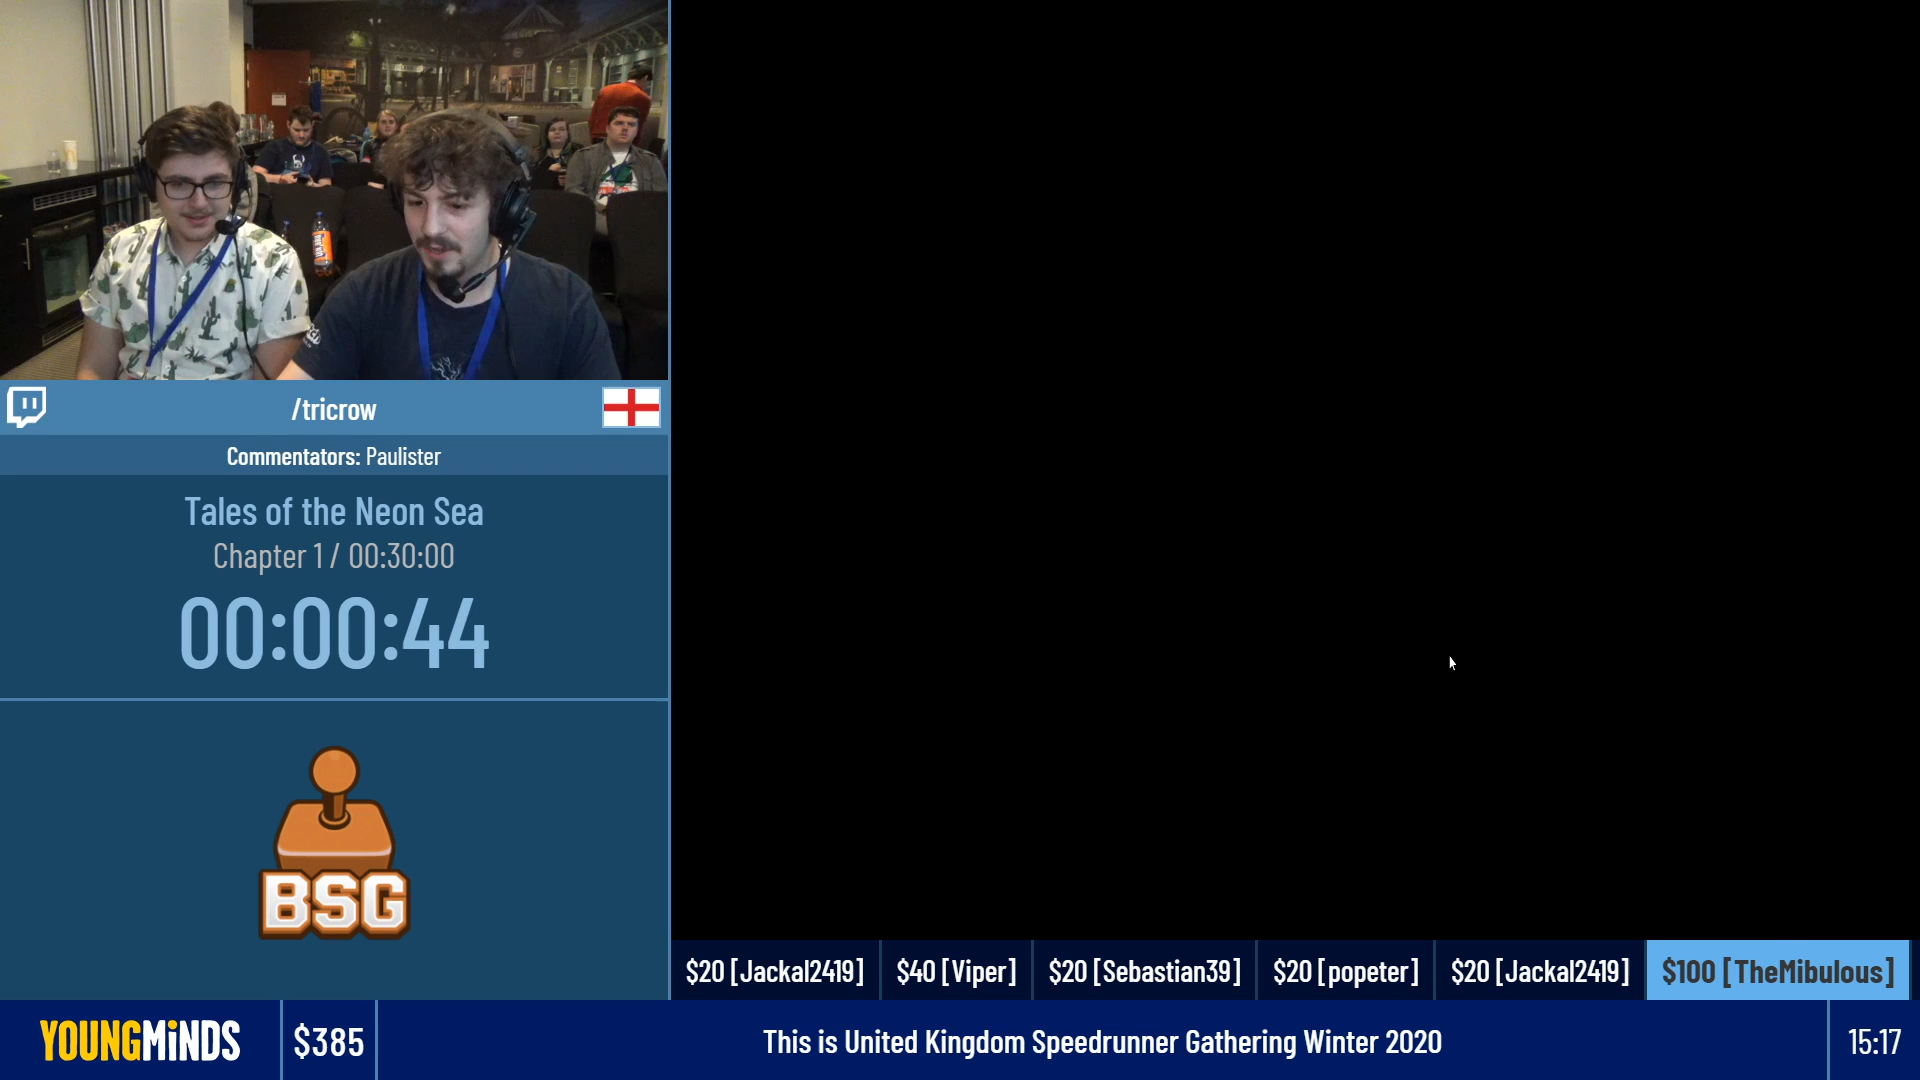 /tricrow
Commentators: Paulister
Tales of the Neon Sea
Chapter 1 / 00:30:00
00:00:44
BSG
$20 [Jackal2419]
$40 [Viper]
$20 [Sebastian39]
$20 [popeter]
$20 [Jackal2419]
$100 [TheMibulous]
YOUNGMiNDS
$385
This is United Kingdom Speedrunner Gathering Winter 2020
15:17